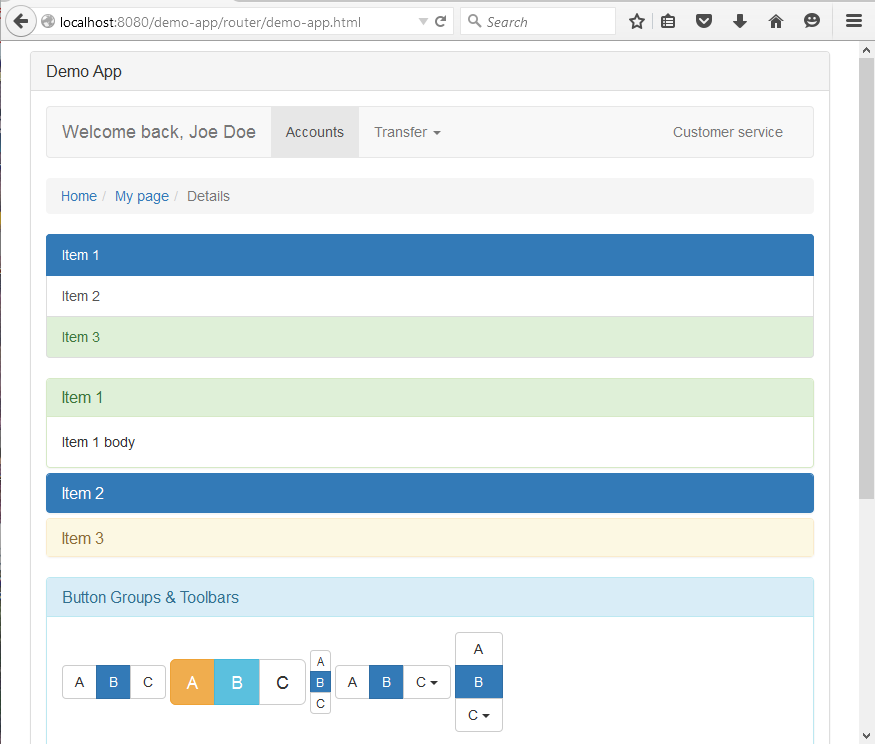 localhost:8080/demo-app/router/demo-app.html Search
Demo App
Welcome back, Joe Doe Accounts Transfer Customer service
Home / My page / Details
Item 1
Item 2
Item 3
Item 1
Item 1 body
Item 2
Item 3
Button Groups & Toolbars
A B C A B C A B C A B C A B C